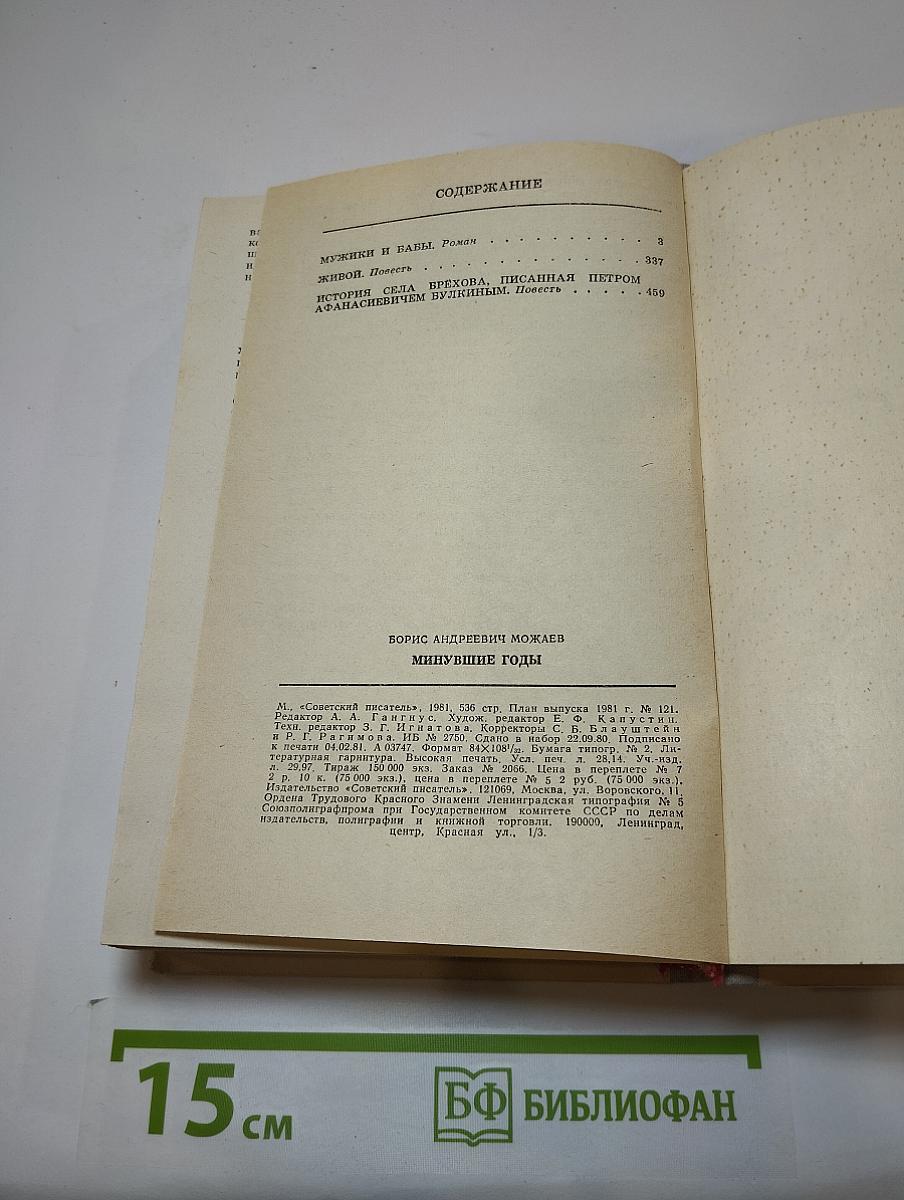 СОДЕРЖАНИЕ
МУЖИКИ И БАБЫ. Роман . . . . . . . . . . 3
ЖИВОЙ. Повесть . . . . . . . . . . . . . . 337
ИСТОРИЯ СЕЛА БРЁХОВА, ПИСАННАЯ ПЕТРОМ
АФАНАСИЕВИЧЕМ БУЛКИНЫМ. Повесть . . . . . 459
БОРИС АНДРЕЕВИЧ МОЖАЕВ
МИНУВШИЕ ГОДЫ
М., «Советский писатель», 1981, 536 стр. План выпуска 1981 г. № 121.
Редактор А. А. Гангнус. Худож. редактор Е. Ф. Капустин.
Техн. редактор З. Г. Игнатова. Корректоры С. Б. Блауштейн
и Р. Г. Рагимова. ИБ № 2750. Сдано в набор 22.09.80. Подписано
к печати 04.02.81. А 03747. Формат 84×108¹/₃₂. Бумага типогр. № 2. Ли-
тературная гарнитура. Высокая печать. Усл. печ. л. 28,14. Уч.-изд.
л. 29,97. Тираж 150 000 экз. Заказ № 2066. Цена в переплете № 7
2 р. 10 к. (75 000 экз.), цена в переплете № 5 2 руб. (75 000 экз.).
Издательство «Советский писатель». 121069, Москва, ул. Воровского, 11.
Ордена Трудового Красного Знамени Ленинградская типография № 5
Союзполиграфпрома при Государственном комитете СССР по делам
издательств, полиграфии и книжной торговли. 190000, Ленинград,
центр, Красная ул., 1/3.
15 см
БФ БИБЛИОФАН